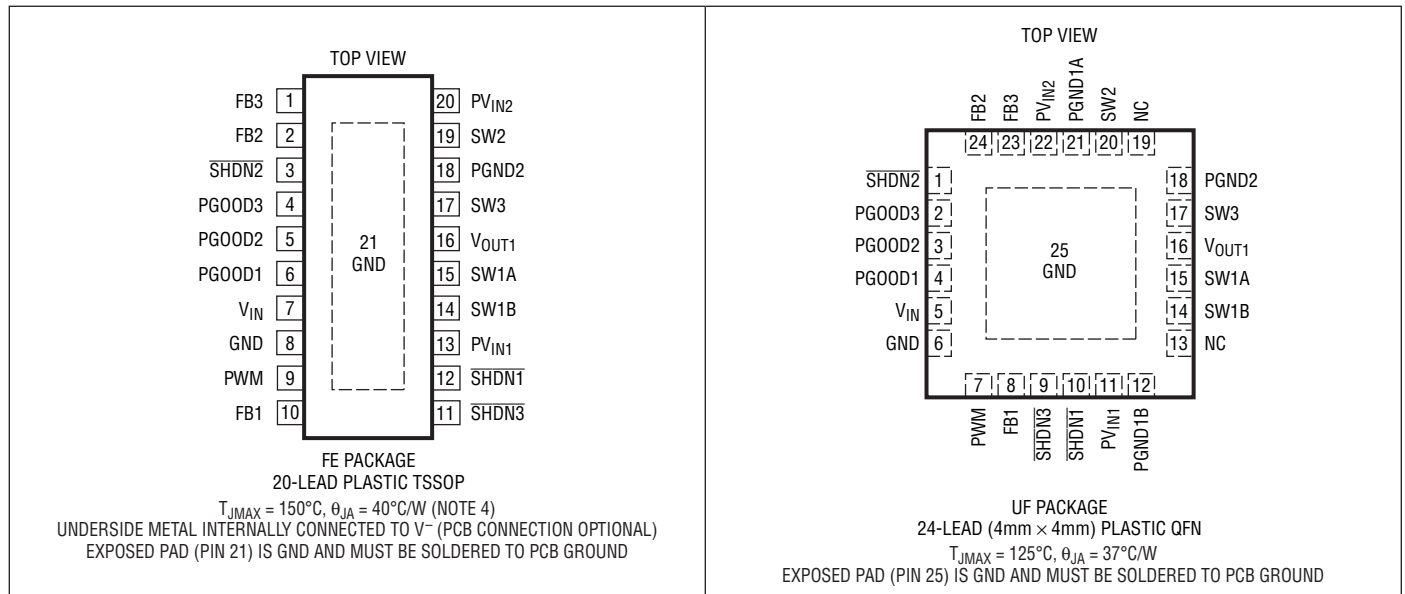 TOP VIEW
FB3 1
FB2 2
SHDN2 3
PGOOD3 4
PGOOD2 5
PGOOD1 6
VIN 7
GND 8
PWM 9
FB1 10
20 PVIN2
19 SW2
18 PGND2
17 SW3
16 VOUT1
15 SW1A
14 SW1B
13 PVIN1
12 SHDN1
11 SHDN3
21
GND
FE PACKAGE
20-LEAD PLASTIC TSSOP
TJMAX = 150°C, θJA = 40°C/W (NOTE 4)
UNDERSIDE METAL INTERNALLY CONNECTED TO V– (PCB CONNECTION OPTIONAL)
EXPOSED PAD (PIN 21) IS GND AND MUST BE SOLDERED TO PCB GROUND
TOP VIEW
FB2 FB3 PVIN2 PGND1A SW2 NC
24 23 22 21 20 19
SHDN2 1
PGOOD3 2
PGOOD2 3
PGOOD1 4
VIN 5
GND 6
18 PGND2
17 SW3
16 VOUT1
15 SW1A
14 SW1B
13 NC
25
GND
7 8 9 10 11 12
PWM FB1 SHDN3 SHDN1 PVIN1 PGND1B
UF PACKAGE
24-LEAD (4mm × 4mm) PLASTIC QFN
TJMAX = 125°C, θJA = 37°C/W
EXPOSED PAD (PIN 25) IS GND AND MUST BE SOLDERED TO PCB GROUND